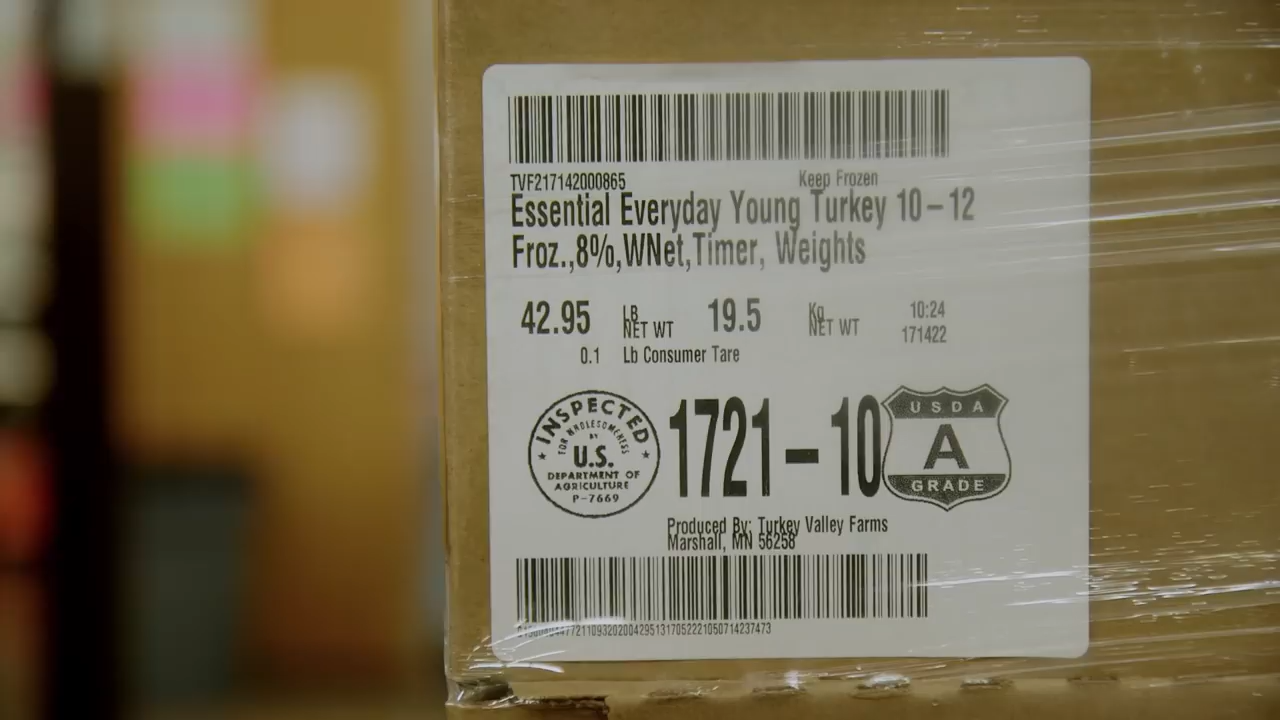 TVF217142000865
Keep Frozen
Essential Everyday Young Turkey 10-12
Froz.,8%,WNet,Timer, Weights
42.95 LB NET WT 19.5 Kg NET WT 10:24
171422
0.1 Lb Consumer Tare
INSPECTED
FOR WHOLESOMENESS
BY
U.S.
DEPARTMENT OF
AGRICULTURE
P-7669
1721-10
USDA
A
GRADE
Produced By: Turkey Valley Farms
Marshall, MN 56258